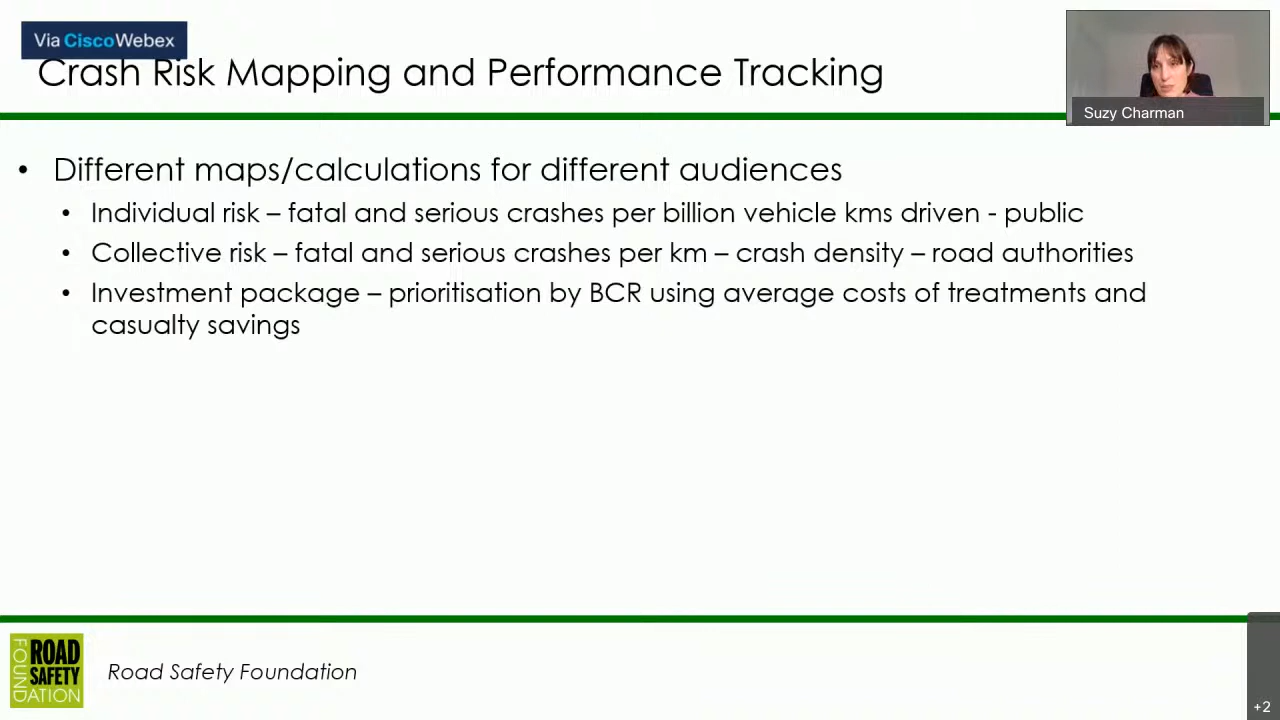 Via CiscoWebex
Crash Risk Mapping and Performance Tracking
Suzy Charman
• Different maps/calculations for different audiences
• Individual risk – fatal and serious crashes per billion vehicle kms driven - public
• Collective risk – fatal and serious crashes per km – crash density – road authorities
• Investment package – prioritisation by BCR using average costs of treatments and
casualty savings
ROAD
SAFETY
FOUNDATION
Road Safety Foundation
+2